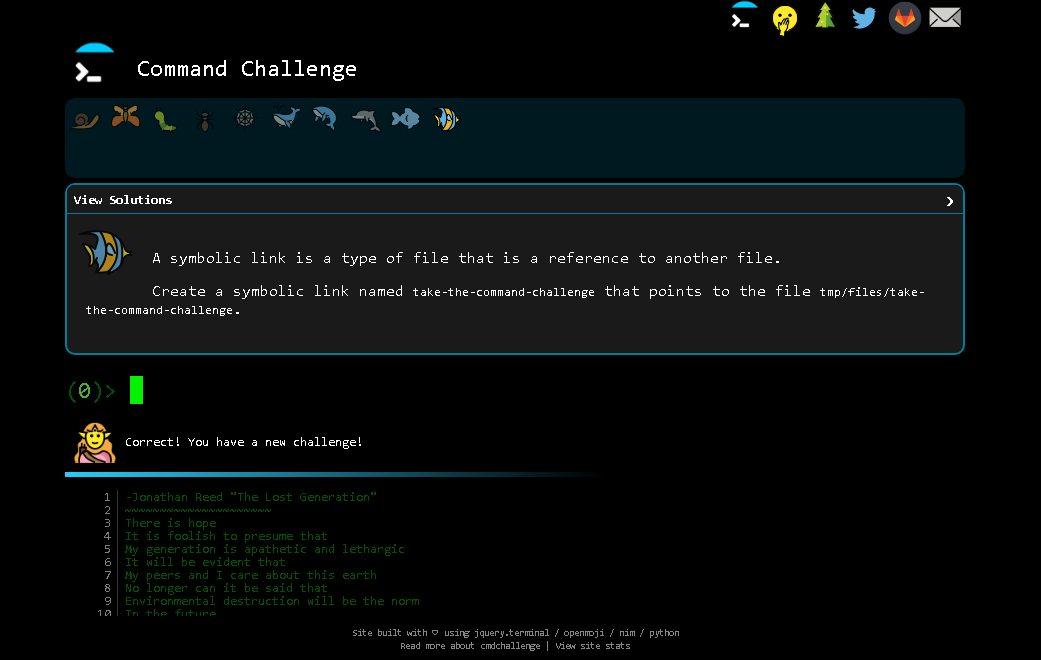 Command Challenge
View Solutions ❯
A symbolic link is a type of file that is a reference to another file.
Create a symbolic link named take-the-command-challenge that points to the file tmp/files/take-
the-command-challenge.
(0)>
Correct! You have a new challenge!
1 -Jonathan Reed "The Lost Generation"
2 ~~~~~~~~~~~~~~~~~~~~~
3 There is hope
4 It is foolish to presume that
5 My generation is apathetic and lethargic
6 It will be evident that
7 My peers and I care about this earth
8 No longer can it be said that
9 Environmental destruction will be the norm
10 In the future
Site built with ♡ using jquery.terminal / openmoji / nim / python
Read more about cmdchallenge | View site stats